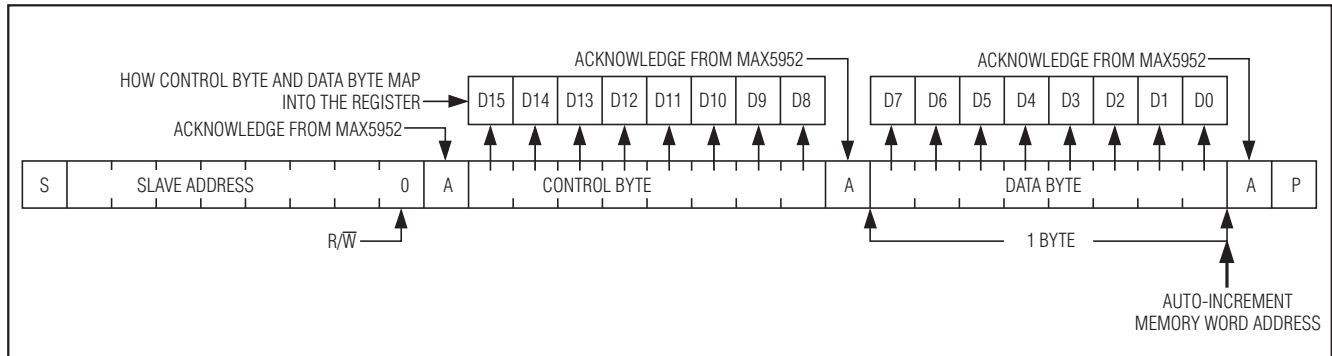 ACKNOWLEDGE FROM MAX5952
ACKNOWLEDGE FROM MAX5952
HOW CONTROL BYTE AND DATA BYTE MAP
INTO THE REGISTER
D15 D14 D13 D12 D11 D10 D9 D8
D7 D6 D5 D4 D3 D2 D1 D0
ACKNOWLEDGE FROM MAX5952
S SLAVE ADDRESS 0 A CONTROL BYTE A DATA BYTE A P
R/W̅
1 BYTE
AUTO-INCREMENT
MEMORY WORD ADDRESS